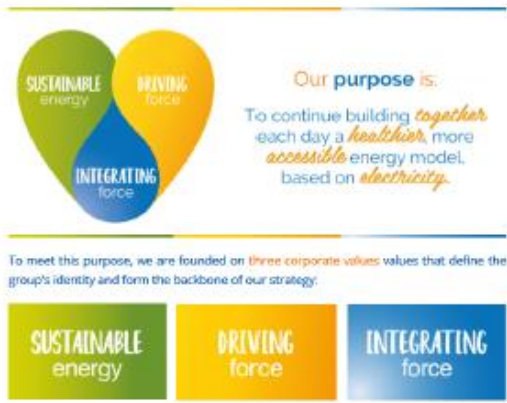 SUSTAINABLE
energy
DRIVING
force
INTEGRATING
force
Our purpose is:
To continue building together
each day a healthier, more
accessible energy model,
based on electricity.
To meet this purpose, we are founded on three corporate values values that define the
group's identity and form the backbone of our strategy:
SUSTAINABLE
energy
DRIVING
force
INTEGRATING
force